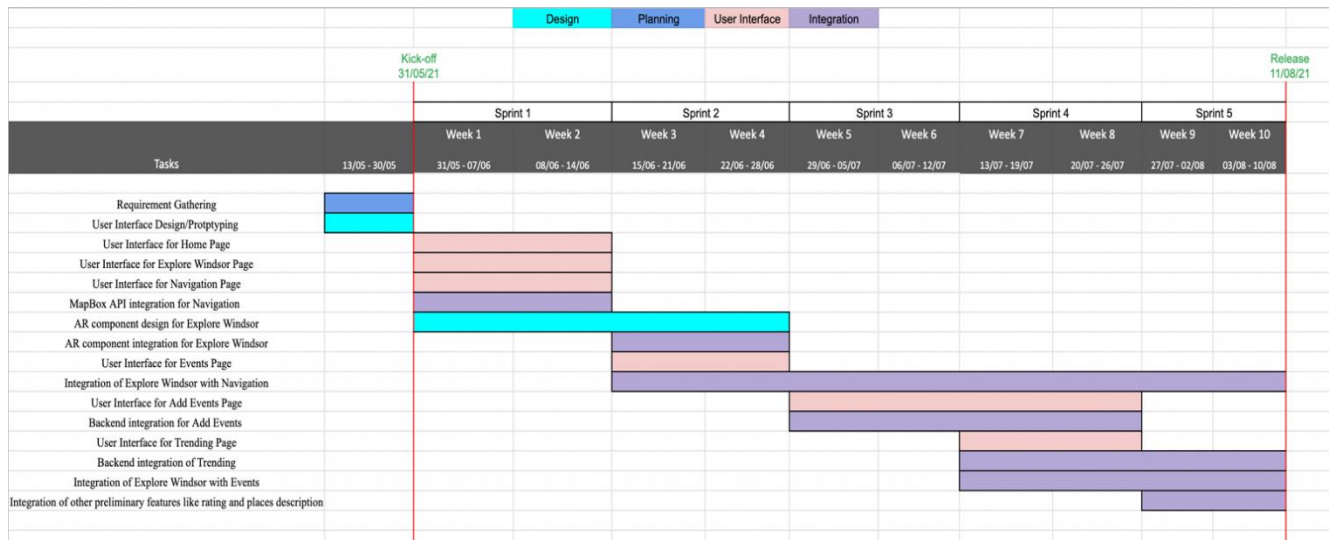 Design Planning User Interface Integration
Kick-off Release
31/05/21 11/08/21
Sprint 1 Sprint 2 Sprint 3 Sprint 4 Sprint 5
Week 1 Week 2 Week 3 Week 4 Week 5 Week 6 Week 7 Week 8 Week 9 Week 10
Tasks 13/05 - 30/05 31/05 - 07/06 08/06 - 14/06 15/06 - 21/06 22/06 - 28/06 29/06 - 05/07 06/07 - 12/07 13/07 - 19/07 20/07 - 26/07 27/07 - 02/08 03/08 - 10/08
Requirement Gathering
User Interface Design/Protptyping
User Interface for Home Page
User Interface for Explore Windsor Page
User Interface for Navigation Page
MapBox API integration for Navigation
AR component design for Explore Windsor
AR component integration for Explore Windsor
User Interface for Events Page
Integration of Explore Windsor with Navigation
User Interface for Add Events Page
Backend integration for Add Events
User Interface for Trending Page
Backend integration of Trending
Integration of Explore Windsor with Events
Integration of other preliminary features like rating and places description